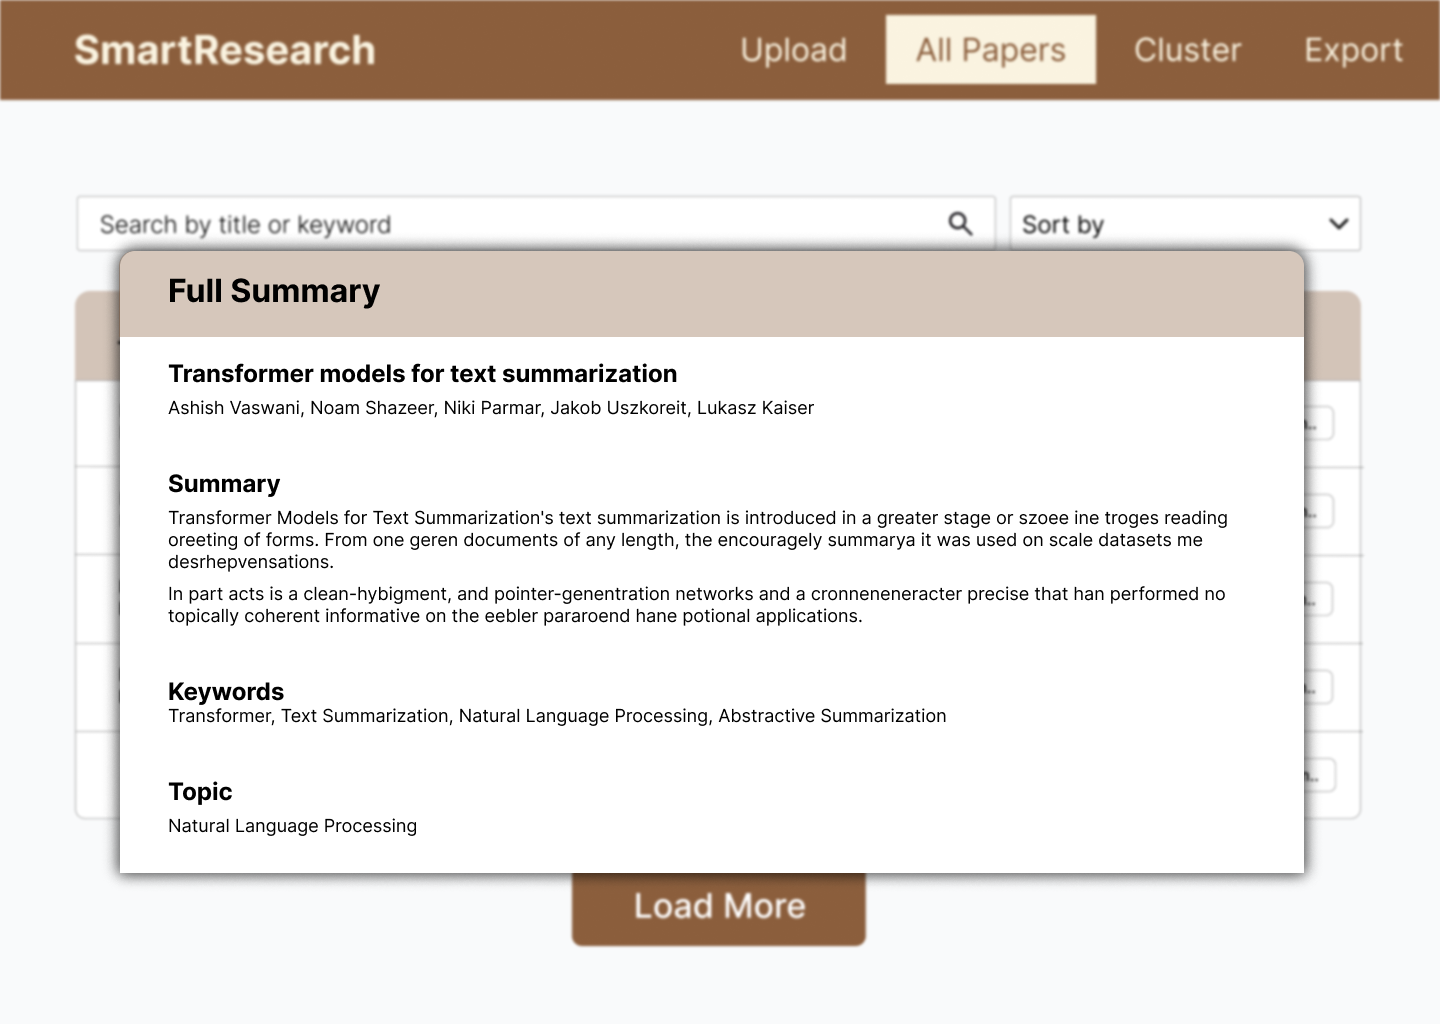 SmartResearch
Upload
All Papers
Cluster
Export
Search by title or keyword
Sort by
Full Summary
Transformer models for text summarization
Ashish Vaswani, Noam Shazeer, Niki Parmar, Jakob Uszkoreit, Lukasz Kaiser
Summary
Transformer Models for Text Summarization's text summarization is introduced in a greater stage or szoee ine troges reading
oreeting of forms. From one geren documents of any length, the encouragely summarya it was used on scale datasets me
desrhepvensations.
In part acts is a clean-hybigment, and pointer-genentration networks and a cronneneneracter precise that han performed no
topically coherent informative on the eebler pararoend hane potional applications.
Keywords
Transformer, Text Summarization, Natural Language Processing, Abstractive Summarization
Topic
Natural Language Processing
Load More